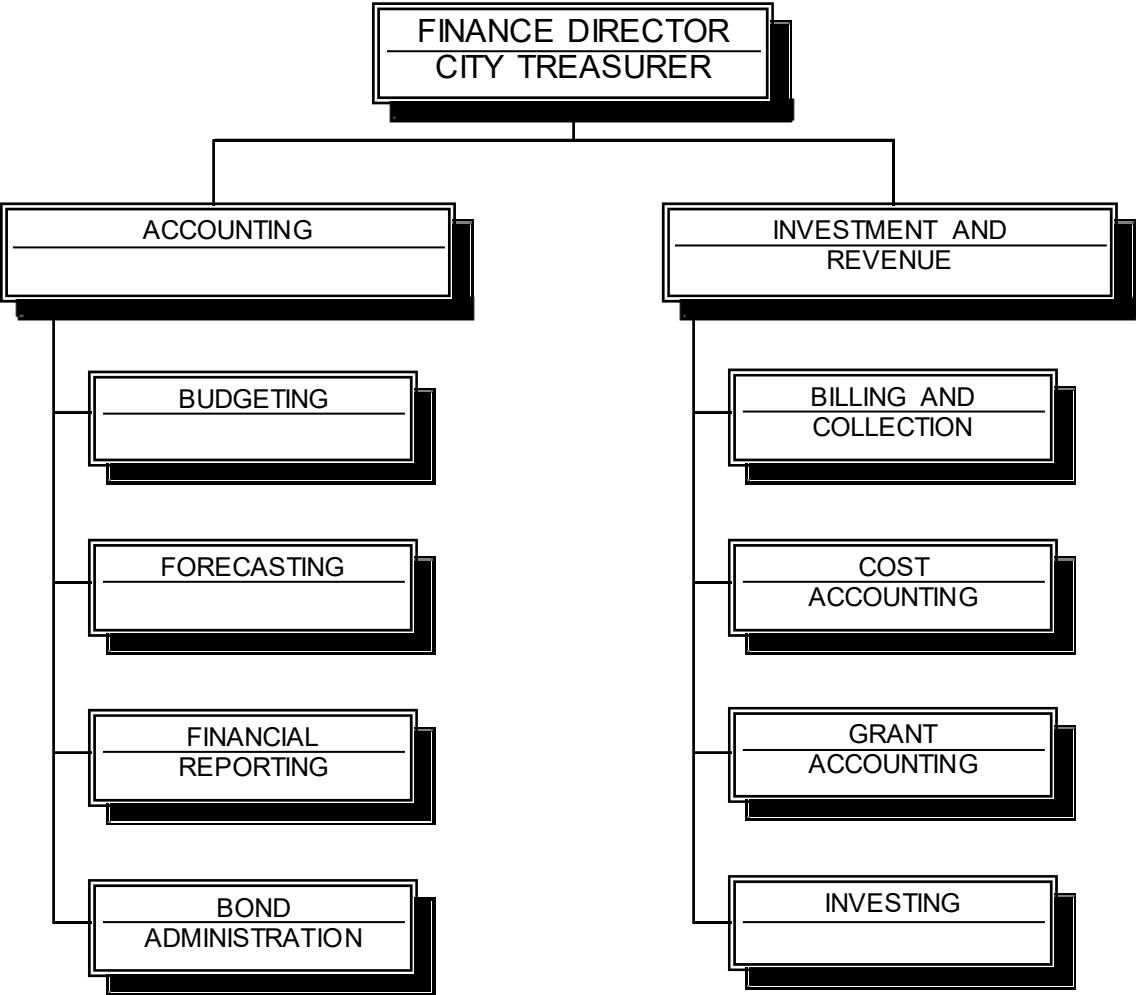 FINANCE DIRECTOR
CITY TREASURER
ACCOUNTING
INVESTMENT AND
REVENUE
BUDGETING
BILLING AND
COLLECTION
FORECASTING
COST
ACCOUNTING
FINANCIAL
REPORTING
GRANT
ACCOUNTING
BOND
ADMINISTRATION
INVESTING